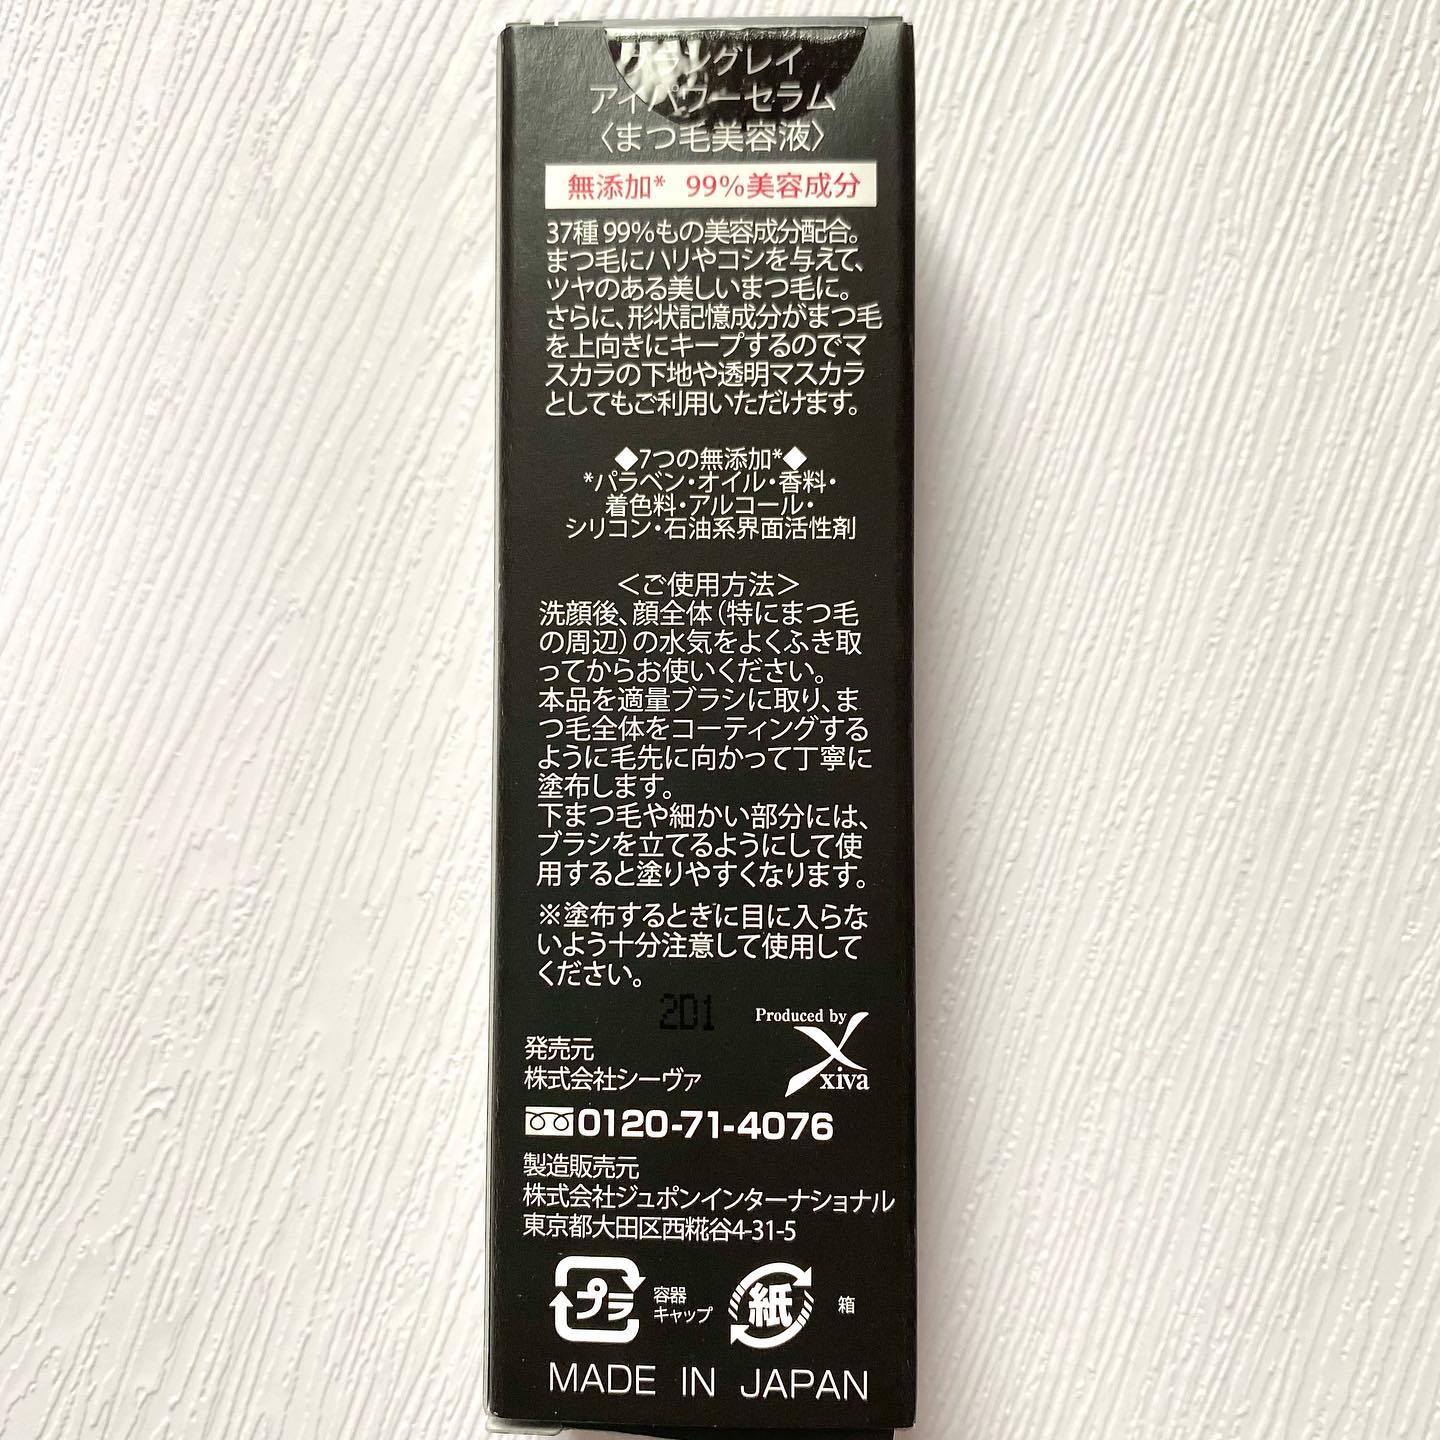 グラングレイ
アイパワーセラム
〈まつ毛美容液〉
無添加* 99%美容成分
37種 99%もの美容成分配合。
まつ毛にハリやコシを与えて、
ツヤのある美しいまつ毛に。
さらに、形状記憶成分がまつ毛
を上向きにキープするのでマ
スカラの下地や透明マスカラ
としてもご利用いただけます。
◆7つの無添加*◆
*パラベン・オイル・香料・
着色料・アルコール・
シリコン・石油系界面活性剤
＜ご使用方法＞
洗顔後、顔全体（特にまつ毛
の周辺）の水気をよくふき取
ってからお使いください。
本品を適量ブラシに取り、ま
つ毛全体をコーティングする
ように毛先に向かって丁寧に
塗布します。
下まつ毛や細かい部分には、
ブラシを立てるようにして使
用すると塗りやすくなります。
※塗布するときに目に入らな
いよう十分注意して使用して
ください。
2D1
Produced by
xiva
発売元
株式会社シーヴァ
0120-71-4076
製造販売元
株式会社ジュポンインターナショナル
東京都大田区西糀谷4-31-5
プラ 容器
キャップ
紙 箱
MADE IN JAPAN